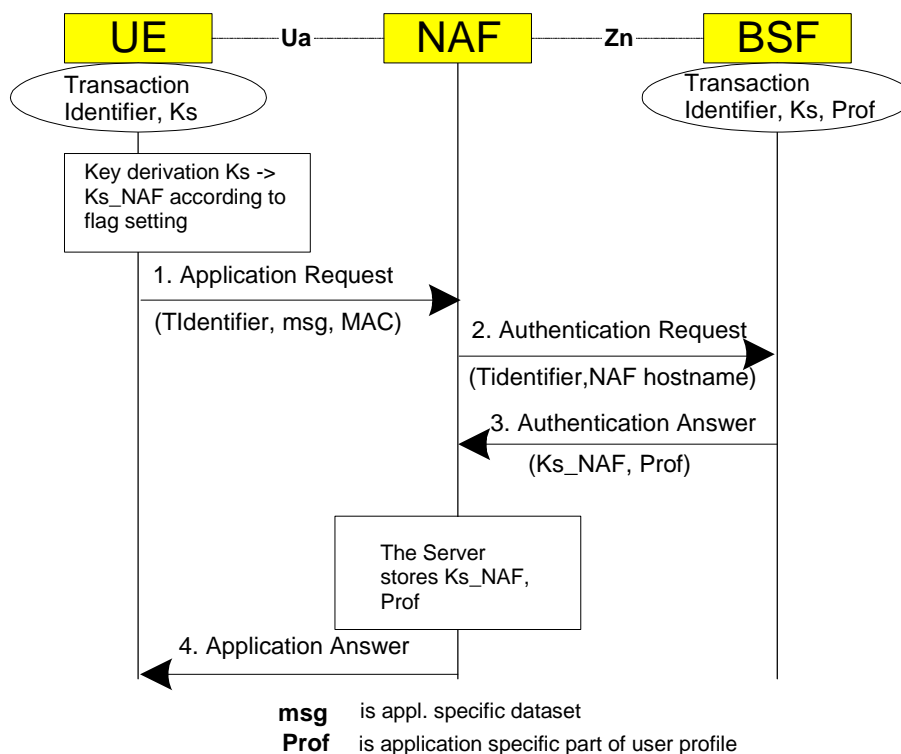 UE
Ua
NAF
Zn
BSF
Transaction
Identifier, Ks
Transaction
Identifier, Ks, Prof
Key derivation Ks ->
Ks_NAF according to
flag setting
1. Application Request
(TIdentifier, msg, MAC)
2. Authentication Request
(Tidentifier,NAF hostname)
3. Authentication Answer
(Ks_NAF, Prof)
The Server
stores Ks_NAF,
Prof
4. Application Answer
msg is appl. specific dataset
Prof is application specific part of user profile